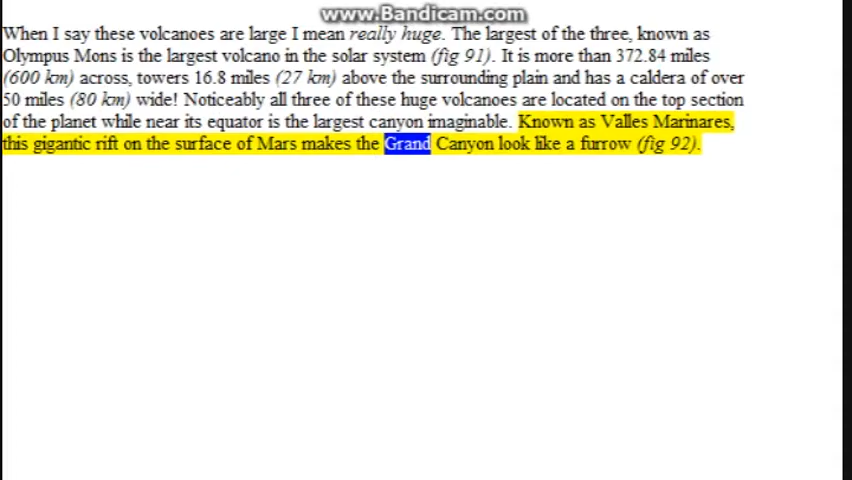 www.Bandicam.com
When I say these volcanoes are large I mean really huge. The largest of the three, known as
Olympus Mons is the largest volcano in the solar system (fig 91). It is more than 372.84 miles
(600 km) across, towers 16.8 miles (27 km) above the surrounding plain and has a caldera of over
50 miles (80 km) wide! Noticeably all three of these huge volcanoes are located on the top section
of the planet while near its equator is the largest canyon imaginable. Known as Valles Marinares,
this gigantic rift on the surface of Mars makes the Grand Canyon look like a furrow (fig 92).